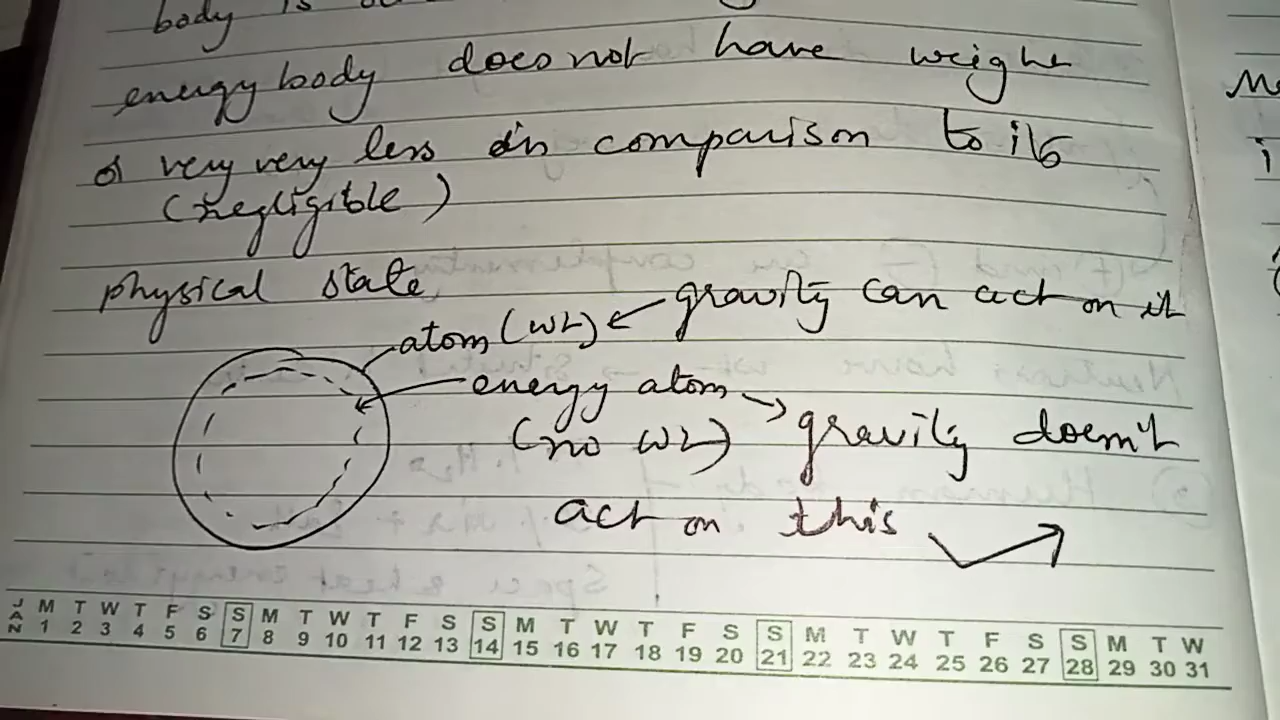 body is
energy body does not have weight
or very very less in comparison to its
(negligible)
physical state
atom (wt) ← gravity can act on it
energy atom → gravity doesn't
(no wt)
act on this
JAN M T W T F S S M T W T F S S M T W T F S S M T W T F S S M T W
1 2 3 4 5 6 7 8 9 10 11 12 13 14 15 16 17 18 19 20 21 22 23 24 25 26 27 28 29 30 31